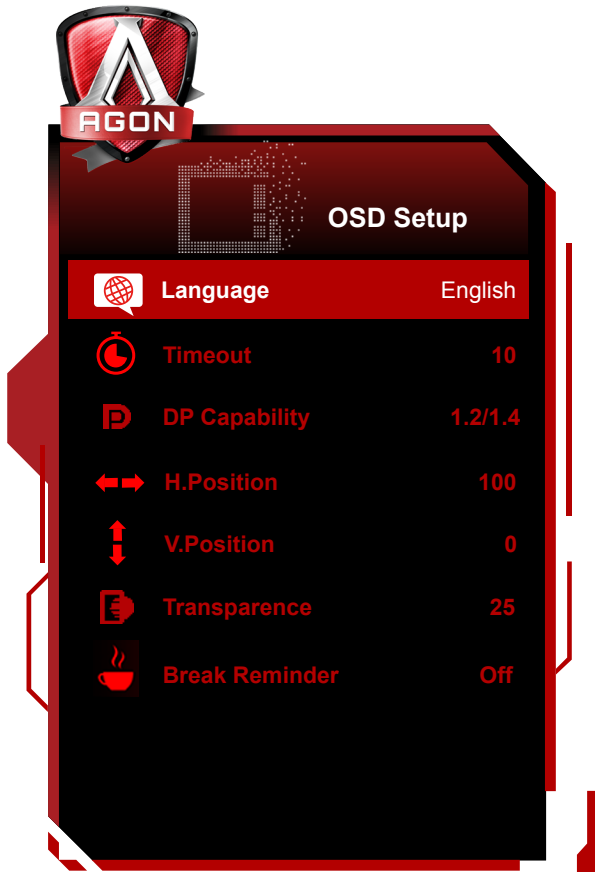 AGON
OSD Setup
Language English
Timeout 10
DP Capability 1.2/1.4
H.Position 100
V.Position 0
Transparence 25
Break Reminder Off